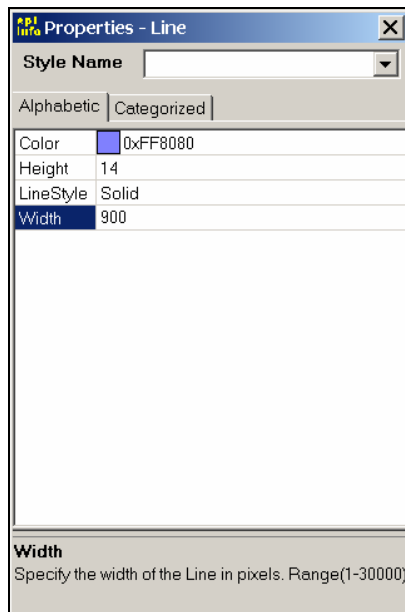 Properties - Line
Style Name
Alphabetic Categorized
Color 0xFF8080
Height 14
LineStyle Solid
Width 900
Width
Specify the width of the Line in pixels. Range(1-30000)